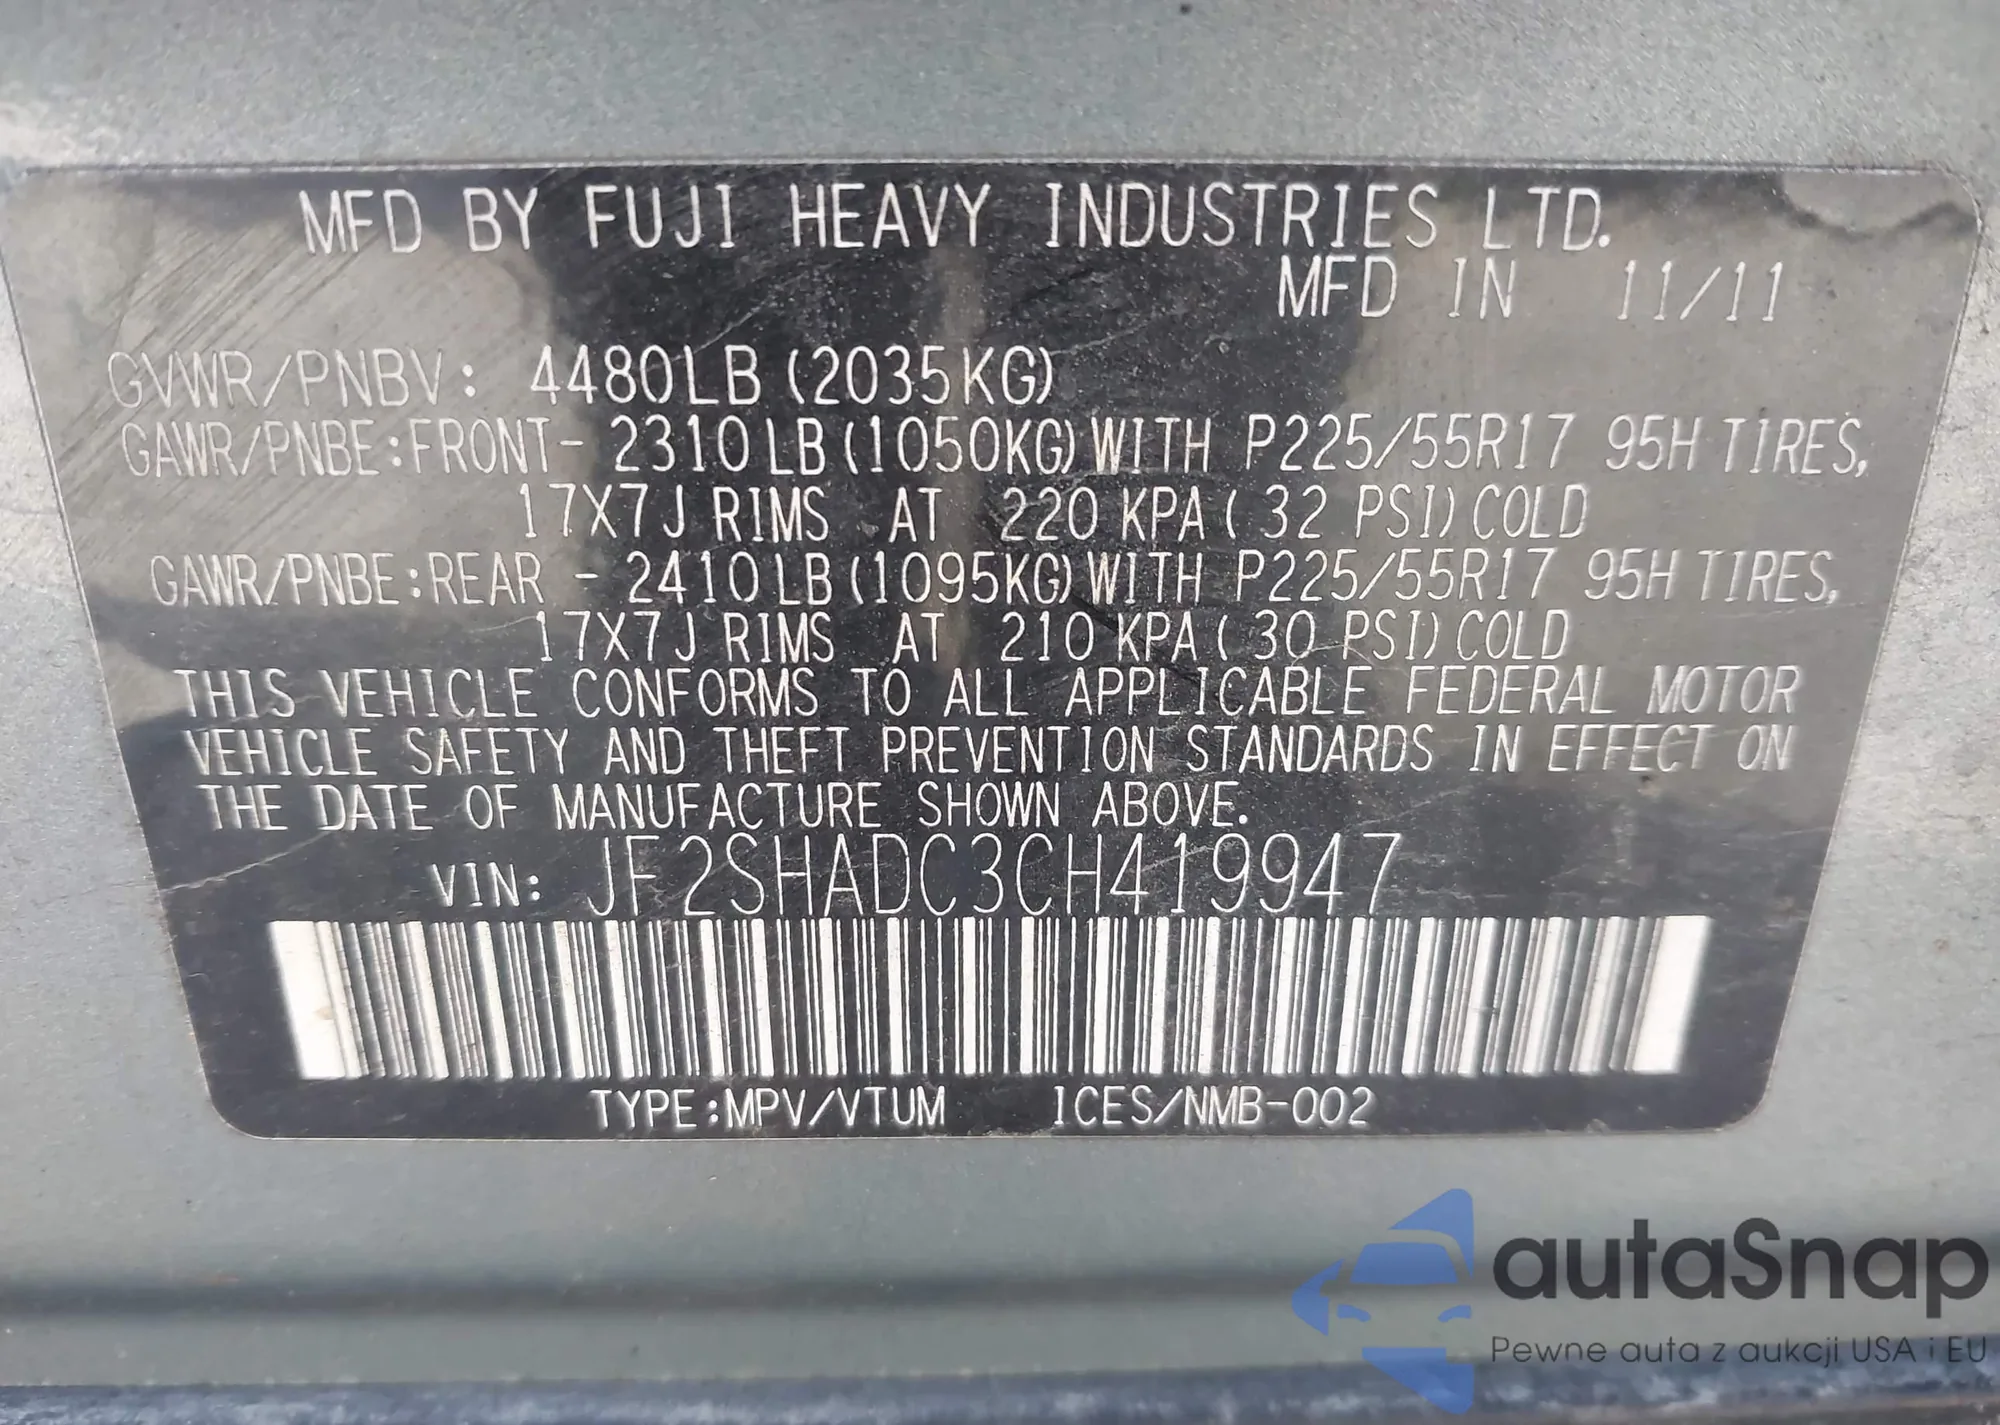 MFD BY FUJI HEAVY INDUSTRIES LTD.
MFD IN 11/11
GVWR/PNBV: 4480LB (2035KG)
GAWR/PNBE:FRONT- 2310LB(1050KG)WITH P225/55R17 95H TIRES,
17X7J RIMS AT 220 KPA( 32 PSI)COLD
GAWR/PNBE:REAR - 2410LB(1095KG)WITH P225/55R17 95H TIRES,
17X7J RIMS AT 210 KPA( 30 PSI)COLD
THIS VEHICLE CONFORMS TO ALL APPLICABLE FEDERAL MOTOR
VEHICLE SAFETY AND THEFT PREVENTION STANDARDS IN EFFECT ON
THE DATE OF MANUFACTURE SHOWN ABOVE.
VIN: JF2SHADC3CH419947
TYPE:MPV/VTUM ICES/NMB-002
autaSnap
Pewne auta z aukcji USA i EU